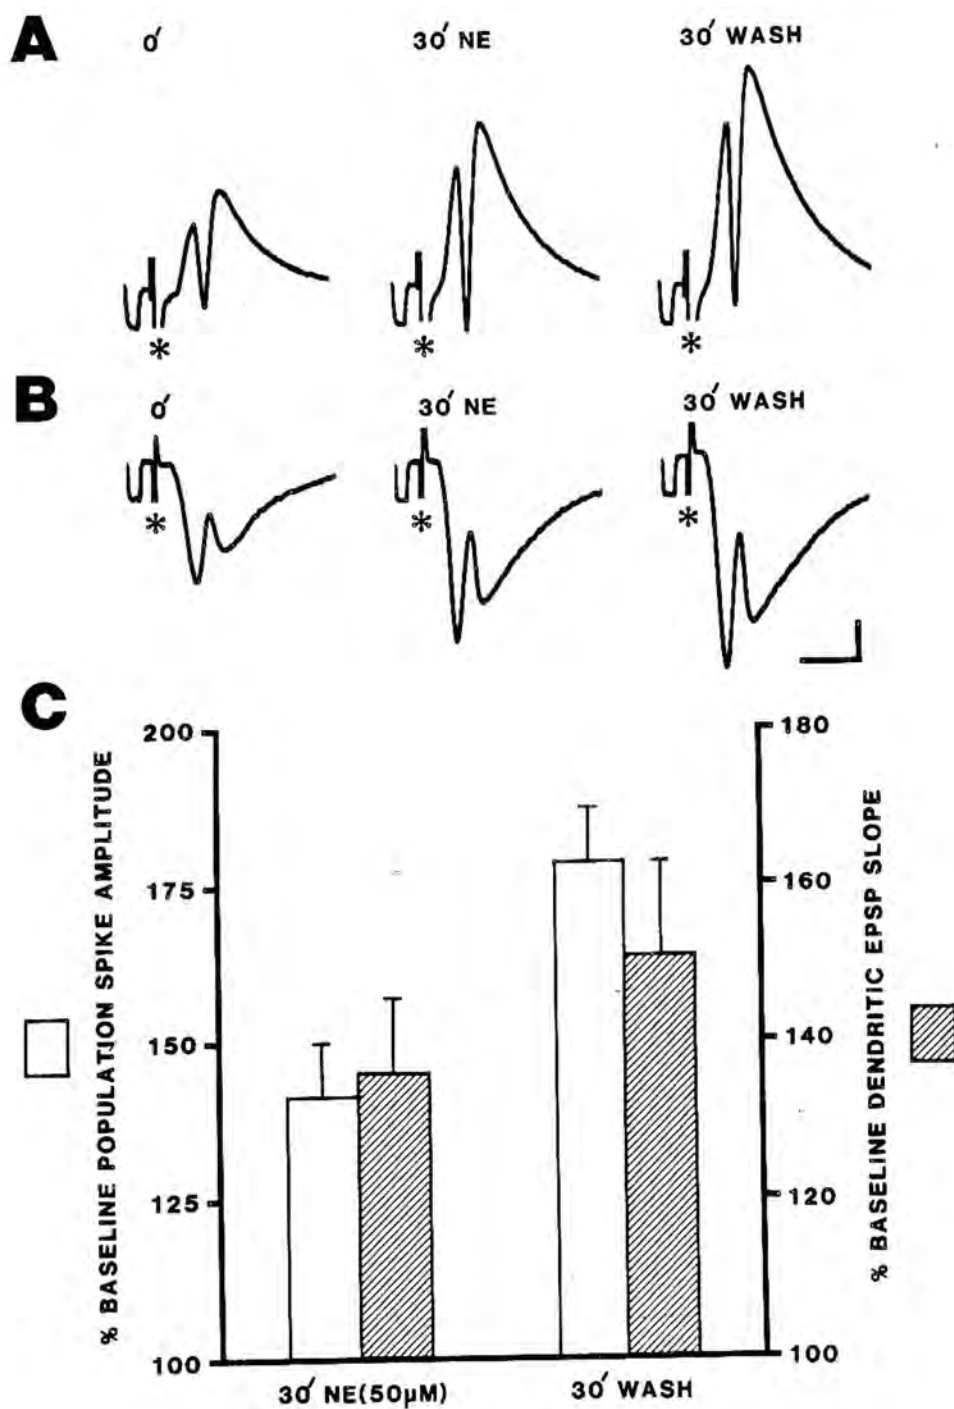 A
0′
30′ NE
30′ WASH
*
*
*
B
0′
30′ NE
30′ WASH
*
*
*
C
% BASELINE POPULATION SPIKE AMPLITUDE
200
175
150
125
100
180
160
140
120
100
% BASELINE DENDRITIC EPSP SLOPE
30′ NE(50µM)
30′ WASH